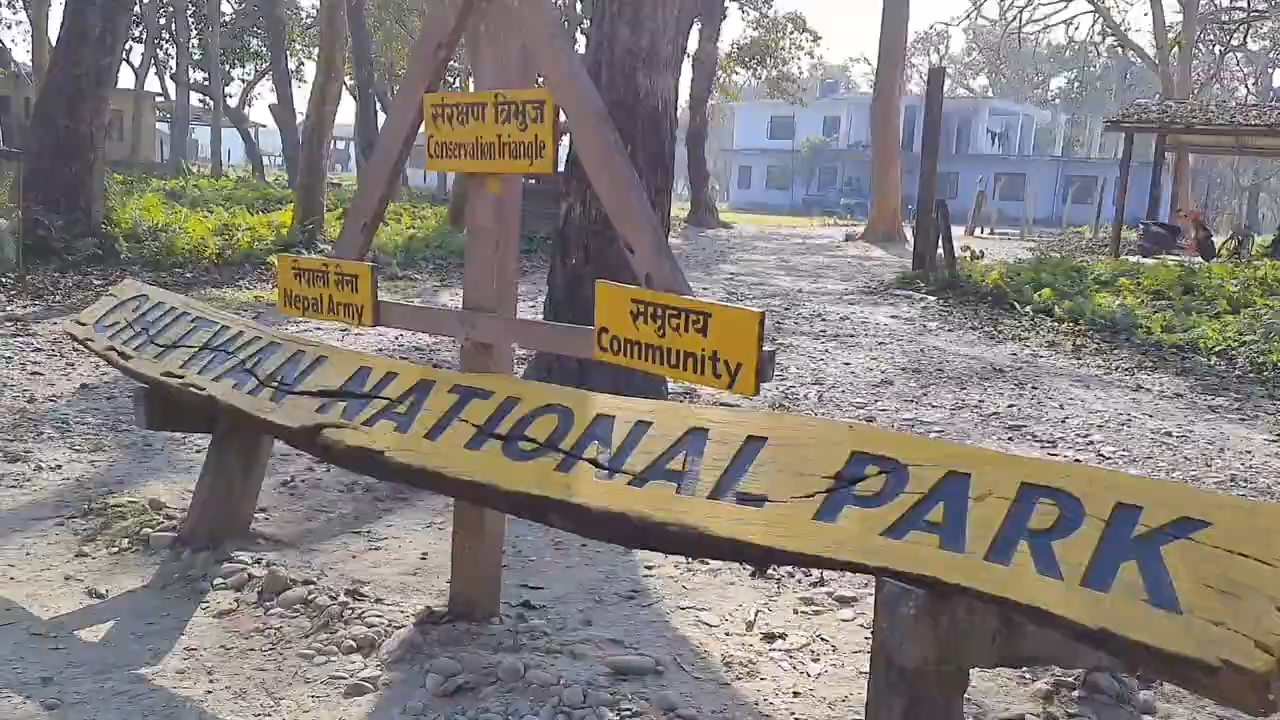 संरक्षण त्रिभुज
Conservation Triangle
नेपाली सेना
Nepal Army
समुदाय
Community
CHITWAN NATIONAL PARK